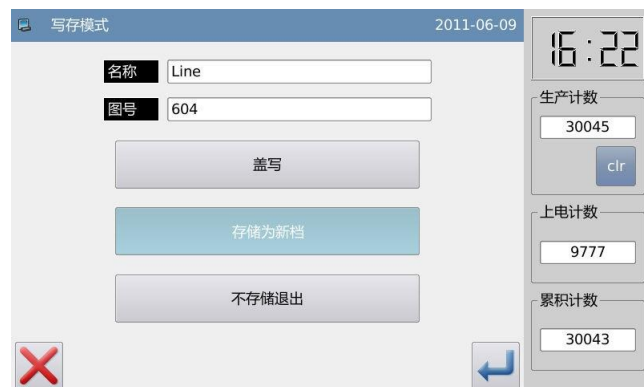 写存模式 2011-06-09
名称 Line
图号 604
盖写
存储为新档
不存储退出
16:22
生产计数
30045
clr
上电计数
9777
累积计数
30043